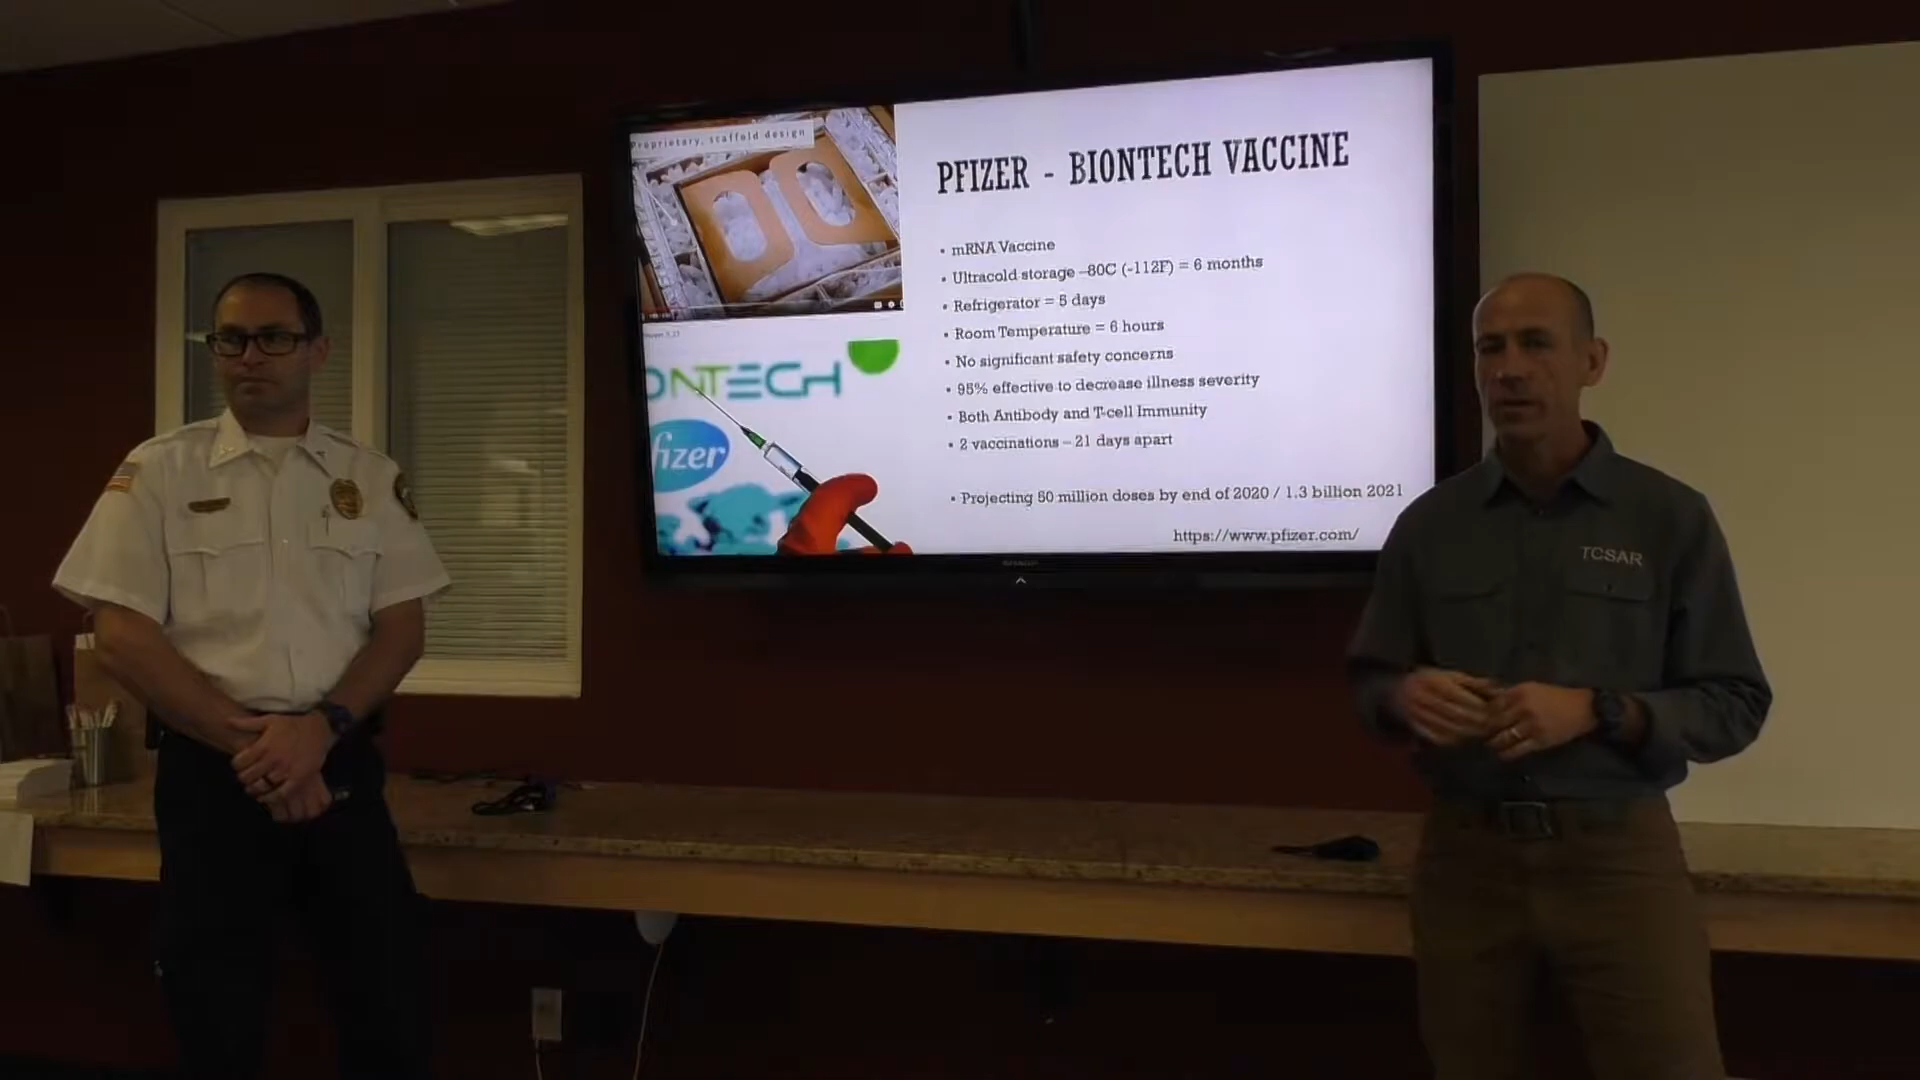 Proprietary, scaffold design
PFIZER - BIONTECH VACCINE
• mRNA Vaccine
• Ultracold storage –80C (-112F) = 6 months
• Refrigerator = 5 days
• Room Temperature = 6 hours
• No significant safety concerns
• 95% effective to decrease illness severity
• Both Antibody and T-cell Immunity
• 2 vaccinations – 21 days apart
• Projecting 50 million doses by end of 2020 / 1.3 billion 2021
https://www.pfizer.com/
ONTECH
fizer
TCSAR